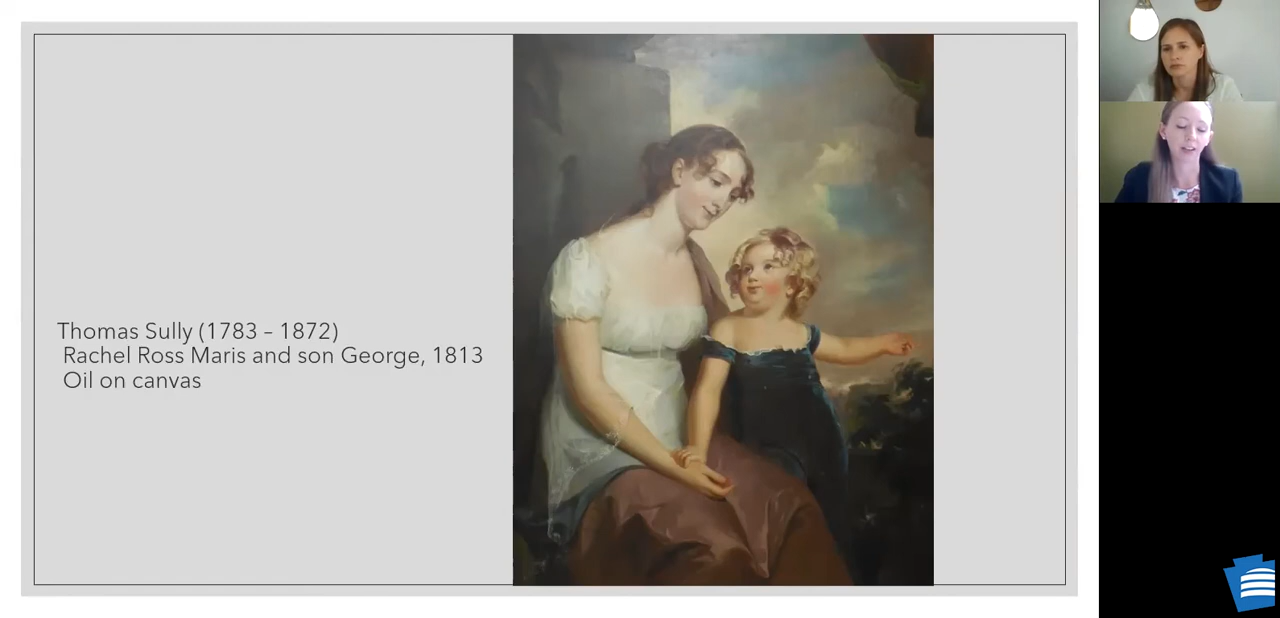 Thomas Sully (1783 – 1872)
Rachel Ross Maris and son George, 1813
Oil on canvas